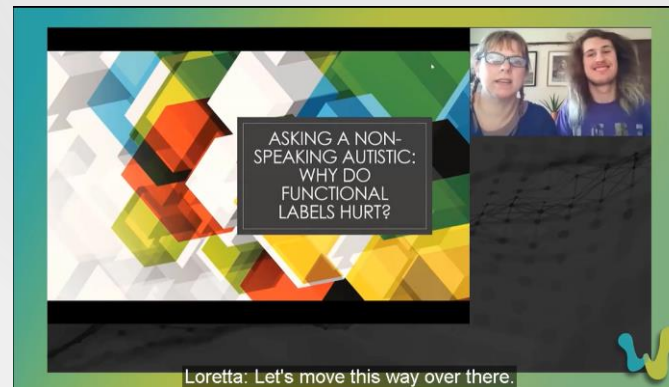 ASKING A NON-
SPEAKING AUTISTIC:
WHY DO
FUNCTIONAL
LABELS HURT?
Loretta: Let's move this way over there.